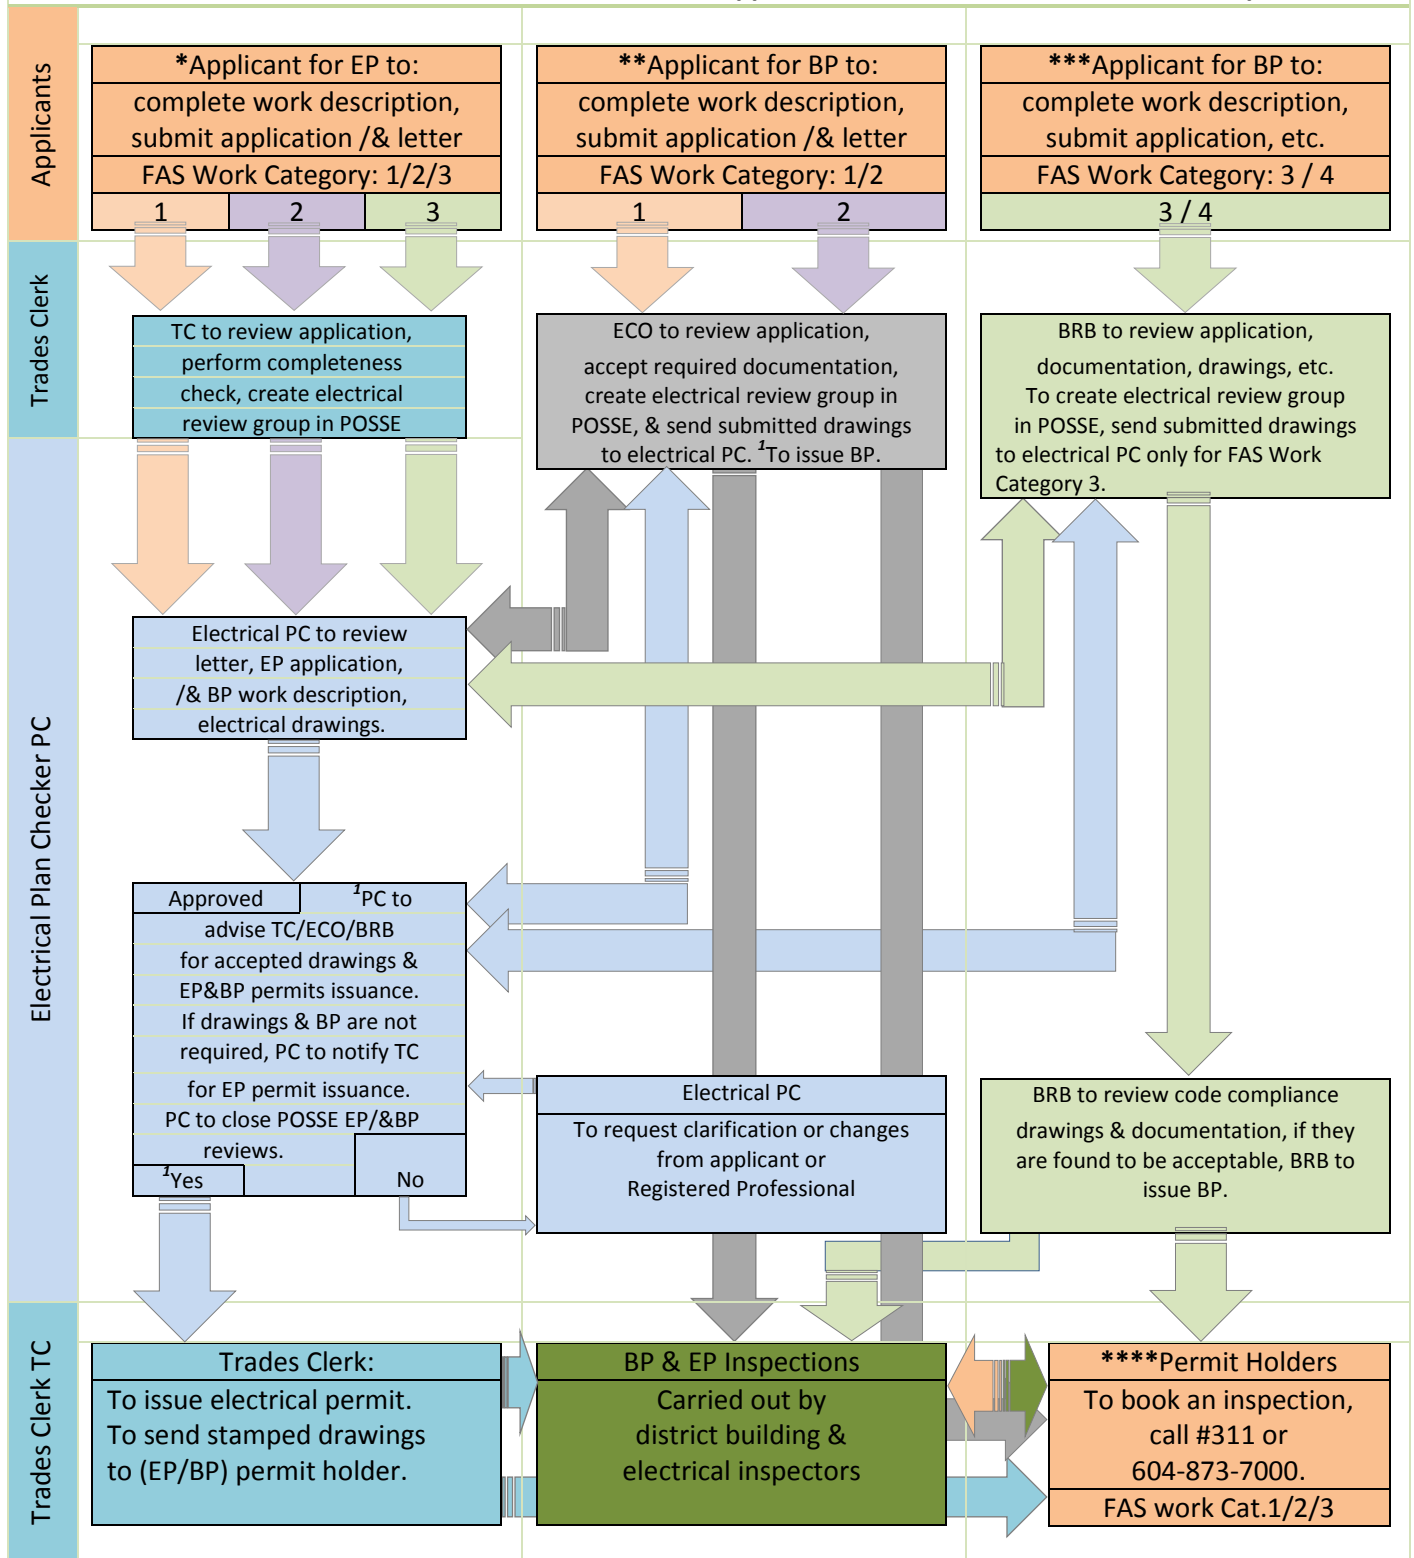 Applicants
*Applicant for EP to:
complete work description,
submit application /& letter
FAS Work Category: 1/2/3
1 2 3
**Applicant for BP to:
complete work description,
submit application /& letter
FAS Work Category: 1/2
1 2
***Applicant for BP to:
complete work description,
submit application, etc.
FAS Work Category: 3 / 4
3 / 4
Trades Clerk
TC to review application,
perform completeness
check, create electrical
review group in POSSE
ECO to review application,
accept required documentation,
create electrical review group in
POSSE, & send submitted drawings
to electrical PC. ¹To issue BP.
BRB to review application,
documentation, drawings, etc.
To create electrical review group
in POSSE, send submitted drawings
to electrical PC only for FAS Work
Category 3.
Electrical Plan Checker PC
Electrical PC to review
letter, EP application,
/& BP work description,
electrical drawings.
Approved ¹PC to
advise TC/ECO/BRB
for accepted drawings &
EP&BP permits issuance.
If drawings & BP are not
required, PC to notify TC
for EP permit issuance.
PC to close POSSE EP/&BP
reviews.
¹Yes No
Electrical PC
To request clarification or changes
from applicant or
Registered Professional
BRB to review code compliance
drawings & documentation, if they
are found to be acceptable, BRB to
issue BP.
Trades Clerk TC
Trades Clerk:
To issue electrical permit.
To send stamped drawings
to (EP/BP) permit holder.
BP & EP Inspections
Carried out by
district building &
electrical inspectors
****Permit Holders
To book an inspection,
call #311 or
604-873-7000.
FAS work Cat.1/2/3